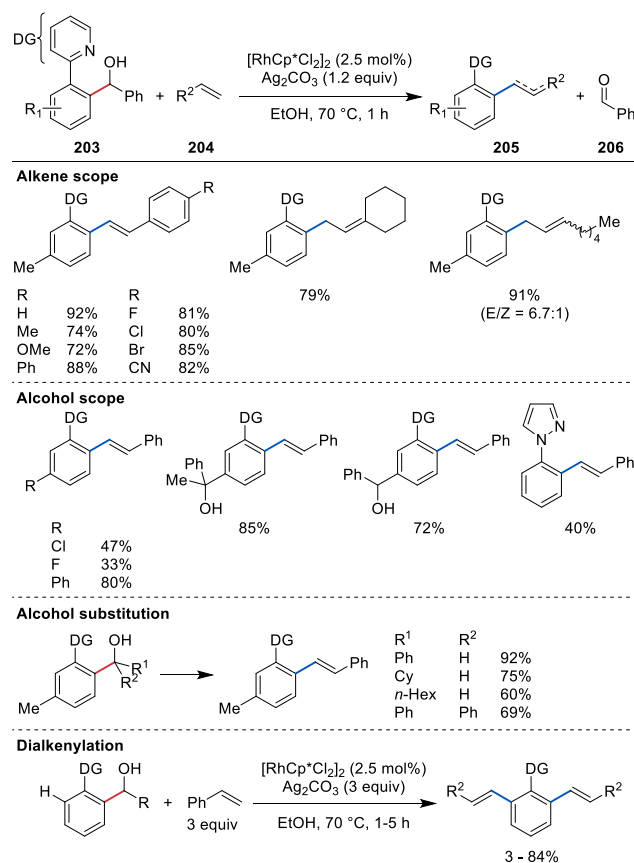 DG
N
OH
Ph
R1
203
+
R2
204
[RhCp*Cl2]2 (2.5 mol%)
Ag2CO3 (1.2 equiv)
EtOH, 70 °C, 1 h
DG
R2
R1
205
+
O
Ph
206
Alkene scope
DG
R
Me
DG
Me
DG
Me
4
Me
R R
H 92% F 81%
Me 74% Cl 80%
OMe 72% Br 85%
Ph 88% CN 82%
79%
91%
(E/Z = 6.7:1)
Alcohol scope
DG
Ph
R
DG
Ph
Ph
Me
OH
DG
Ph
Ph
OH
N
N
Ph
R
Cl 47%
F 33%
Ph 80%
85%
72%
40%
Alcohol substitution
DG
OH
R1
R2
Me
DG
Ph
Me
R1 R2
Ph H 92%
Cy H 75%
n-Hex H 60%
Ph Ph 69%
Dialkenylation
DG
OH
H
R
+
Ph
3 equiv
[RhCp*Cl2]2 (2.5 mol%)
Ag2CO3 (3 equiv)
EtOH, 70 °C, 1-5 h
R2
DG
R2
3 - 84%